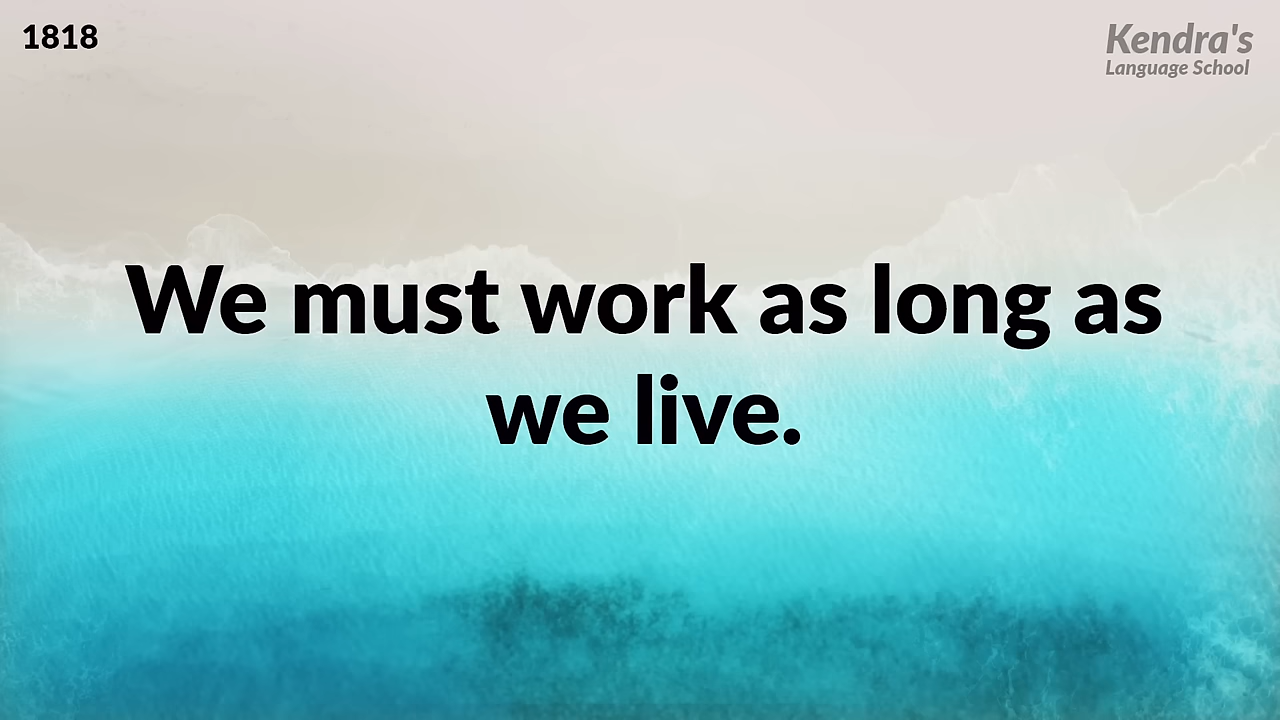 1818
Kendra's
Language School
We must work as long as
we live.